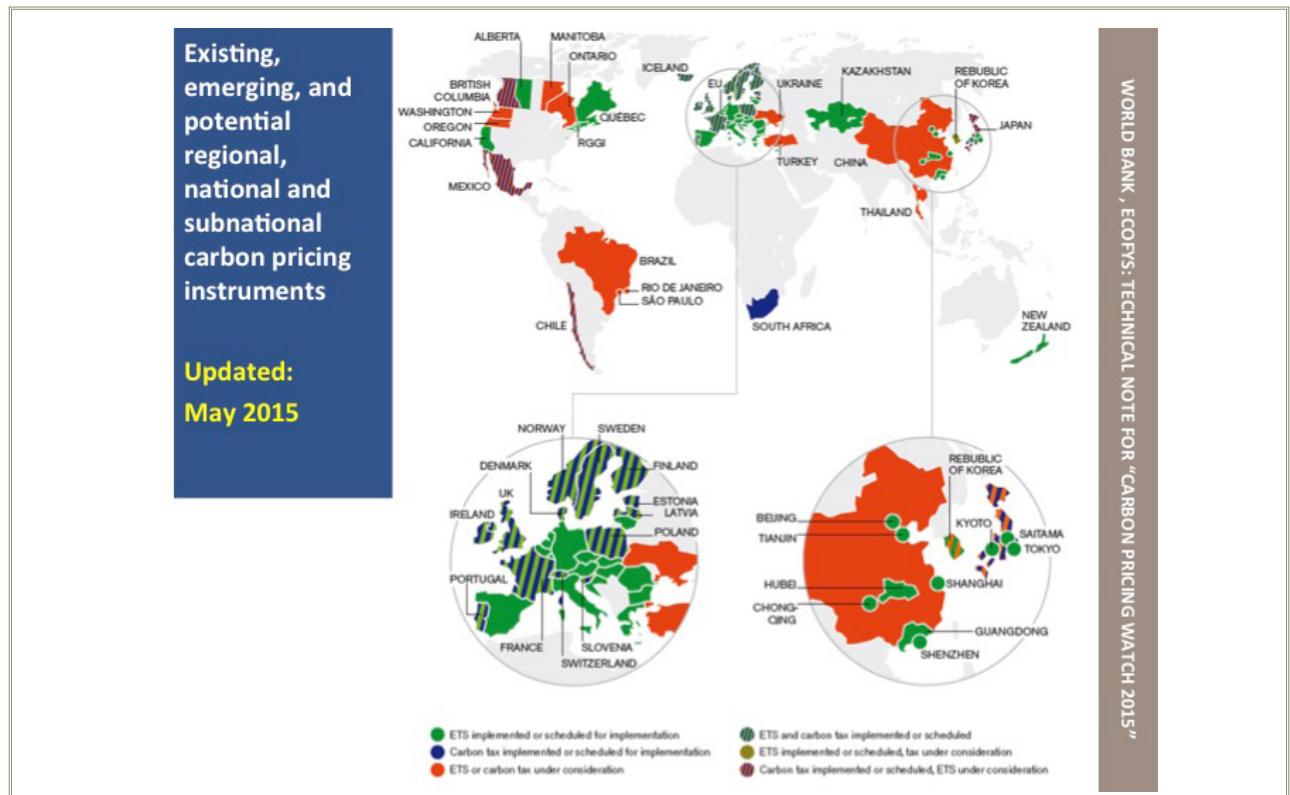 Existing,
emerging, and
potential
regional,
national and
subnational
carbon pricing
instruments
Updated:
May 2015
ALBERTA
MANITOBA
ONTARIO
BRITISH
COLUMBIA
WASHINGTON
OREGON
CALIFORNIA
QUÉBEC
RGGI
MEXICO
ICELAND
EU
UKRAINE
KAZAKHSTAN
REPUBLIC
OF KOREA
JAPAN
TURKEY
CHINA
THAILAND
BRAZIL
RIO DE JANEIRO
SÃO PAULO
CHILE
SOUTH AFRICA
NEW
ZEALAND
NORWAY
SWEDEN
DENMARK
FINLAND
UK
ESTONIA
LATVIA
IRELAND
POLAND
PORTUGAL
FRANCE
SLOVENIA
SWITZERLAND
REBUBLIC
OF KOREA
BEIJING
KYOTO
TIANJIN
SAITAMA
TOKYO
HUBEI
SHANGHAI
CHONG-
QING
GUANGDONG
SHENZHEN
ETS implemented or scheduled for implementation
Carbon tax implemented or scheduled for implementation
ETS or carbon tax under consideration
ETS and carbon tax implemented or scheduled
ETS implemented or scheduled, tax under consideration
Carbon tax implemented or scheduled, ETS under consideration
WORLD BANK , ECOFYS: TECHNICAL NOTE FOR “CARBON PRICING WATCH 2015”